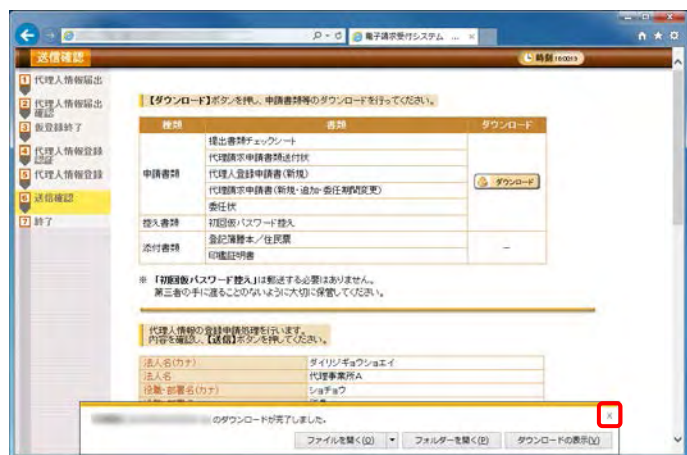 電子請求受付システム ...
送信確認
時刻 160015
1 代理人情報届出
2 代理人情報届出確認
3 仮登録終了
4 代理人情報登録認証
5 代理人情報登録
6 送信確認
7 終了
【ダウンロード】ボタンを押し、申請書類等のダウンロードを行ってください。
種類 書類 ダウンロード
申請書類
提出書類チェックシート
代理請求申請書類送付状
代理人登録申請書(新規)
代理請求申請書(新規・追加・委任期間変更)
委任状
ダウンロード
控え書類 初回仮パスワード控え
添付書類
登記簿謄本／住民票
印鑑証明書
－
※ 「初回仮パスワード控え」は郵送する必要はありません。
第三者の手に渡ることのないように大切に保管してください。
代理人情報の登録申請処理を行います。
内容を確認し、【送信】ボタンを押してください。
法人名(カナ) ダイリジギョウショエイ
法人名 代理事業所A
役職・部署名(カナ) ショチョウ
のダウンロードが完了しました。
ファイルを開く(O) フォルダーを開く(P) ダウンロードの表示(V)